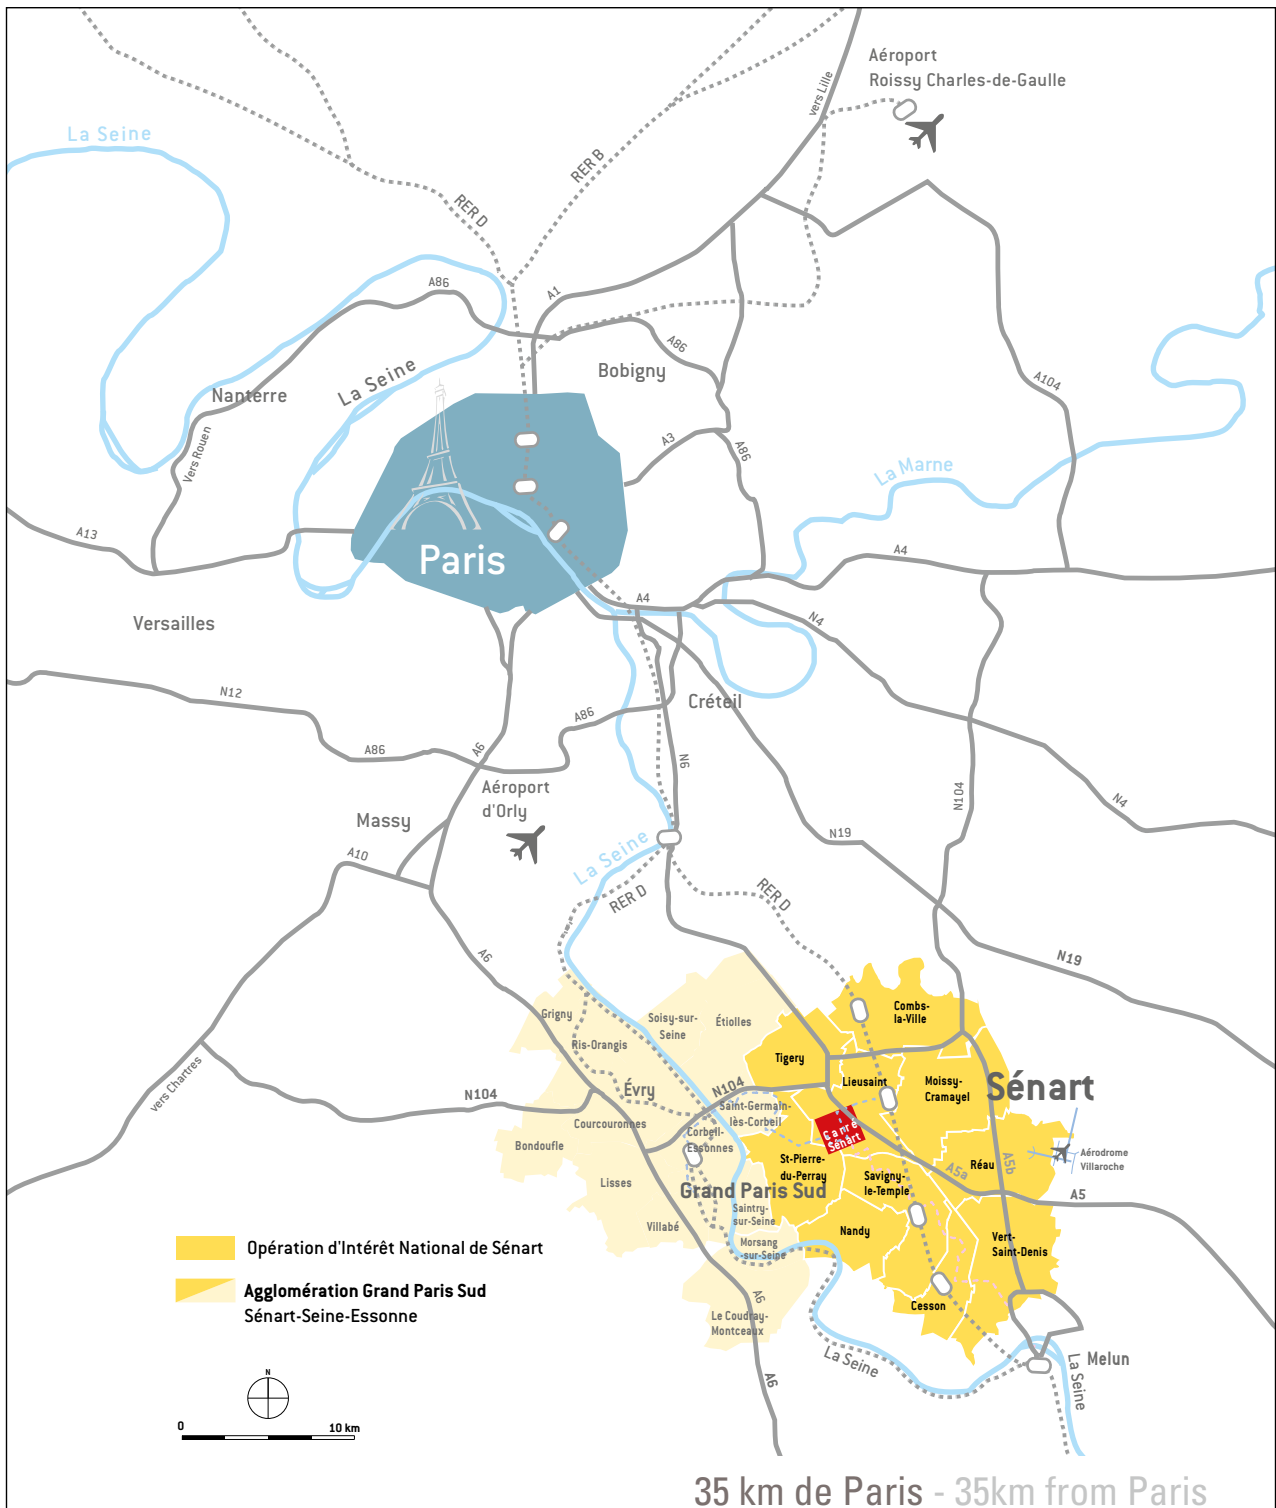 Aéroport
Roissy Charles-de-Gaulle
vers Lille
La Seine
RER B
RER D
A86
A1
A86
Bobigny
La Seine
Nanterre
A104
Vers Rouen
A3
A86
La Marne
A13
Paris
A4
A4
N4
Versailles
N12
Créteil
A86
A86
A6
N6
Aéroport
d'Orly
N104
N4
Massy
N19
La Seine
A10
RER D
RER D
A6
N19
Combs-
la-Ville
Grigny
Soisy-sur-
Seine
Étiolles
Ris-Orangis
Tigery
vers Chartres
Évry
N104
Lieusaint
Moissy-
Cramayel
Sénart
N104
Saint-Germain-
lès-Corbeil
Courcouronnes
Corbeil-
Essonnes
Gare
Sénart
Bondoufle
Aérodrome
Villaroche
St-Pierre-
du-Perray
Réau
A5b
A5a
Lisses
Savigny-
le-Temple
Grand Paris Sud
A5
Saintry-
sur-Seine
Villabé
Nandy
Vert-
Saint-Denis
Morsang
-sur-Seine
Opération d'Intérêt National de Sénart
Agglomération Grand Paris Sud
Sénart-Seine-Essonne
A6
Cesson
Le Coudray-
Montceaux
La Seine
Melun
La Seine
A6
N
0
10 km
35 km de Paris - 35km from Paris